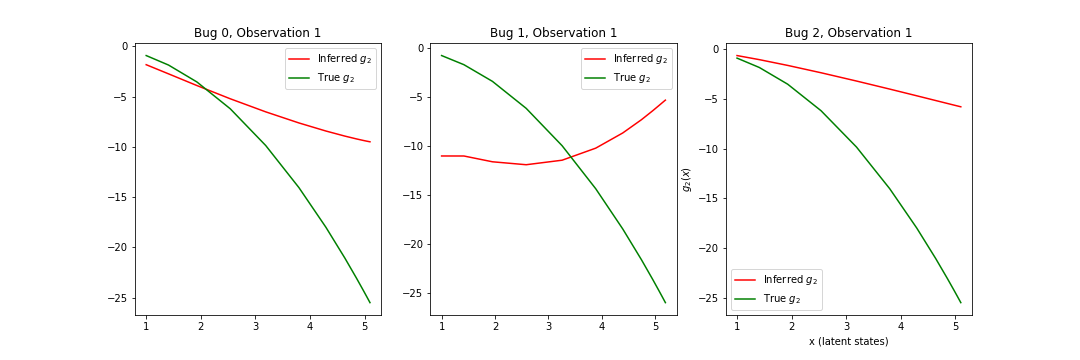 Bug 0, Observation 1
Inferred g₂
True g₂
0
−5
−10
−15
−20
−25
1 2 3 4 5
Bug 1, Observation 1
Inferred g₂
True g₂
0
−5
−10
−15
−20
−25
1 2 3 4 5
Bug 2, Observation 1
g₂(x)
0
−5
−10
−15
−20
−25
Inferred g₂
True g₂
1 2 3 4 5
x (latent states)